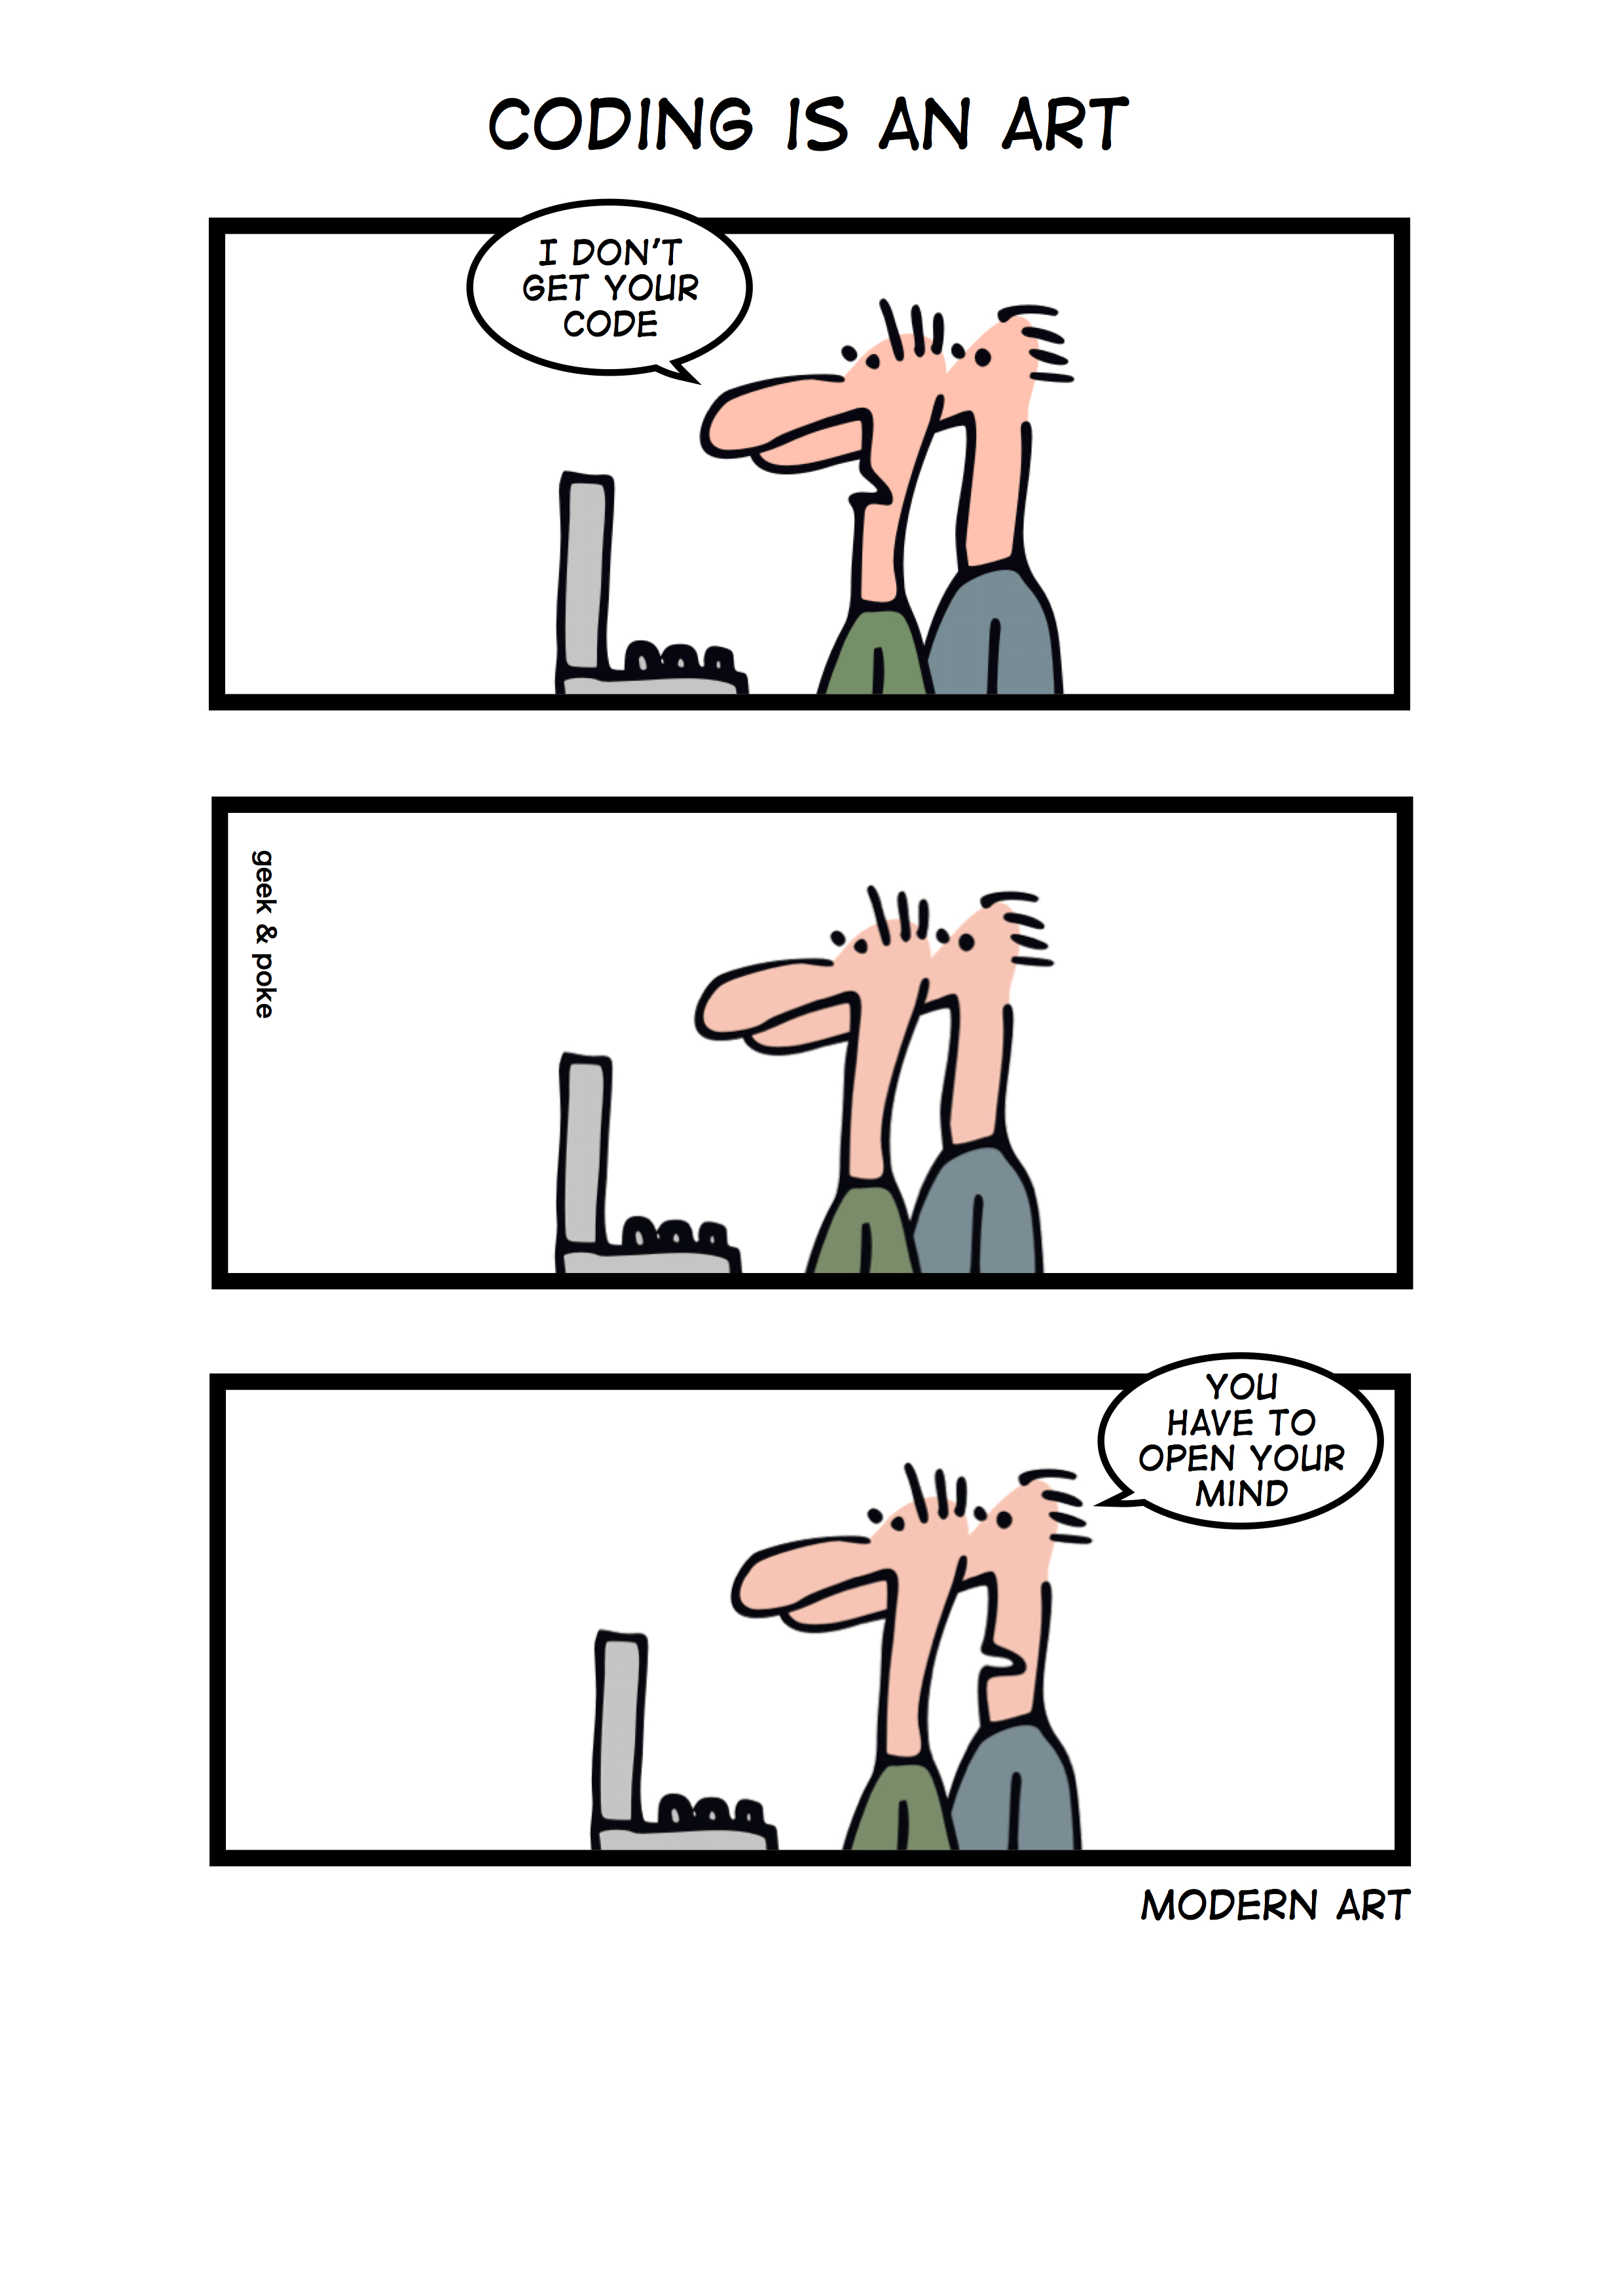 CODING IS AN ART
I DON'T
GET YOUR
CODE
geek & poke
YOU
HAVE TO
OPEN YOUR
MIND
MODERN ART